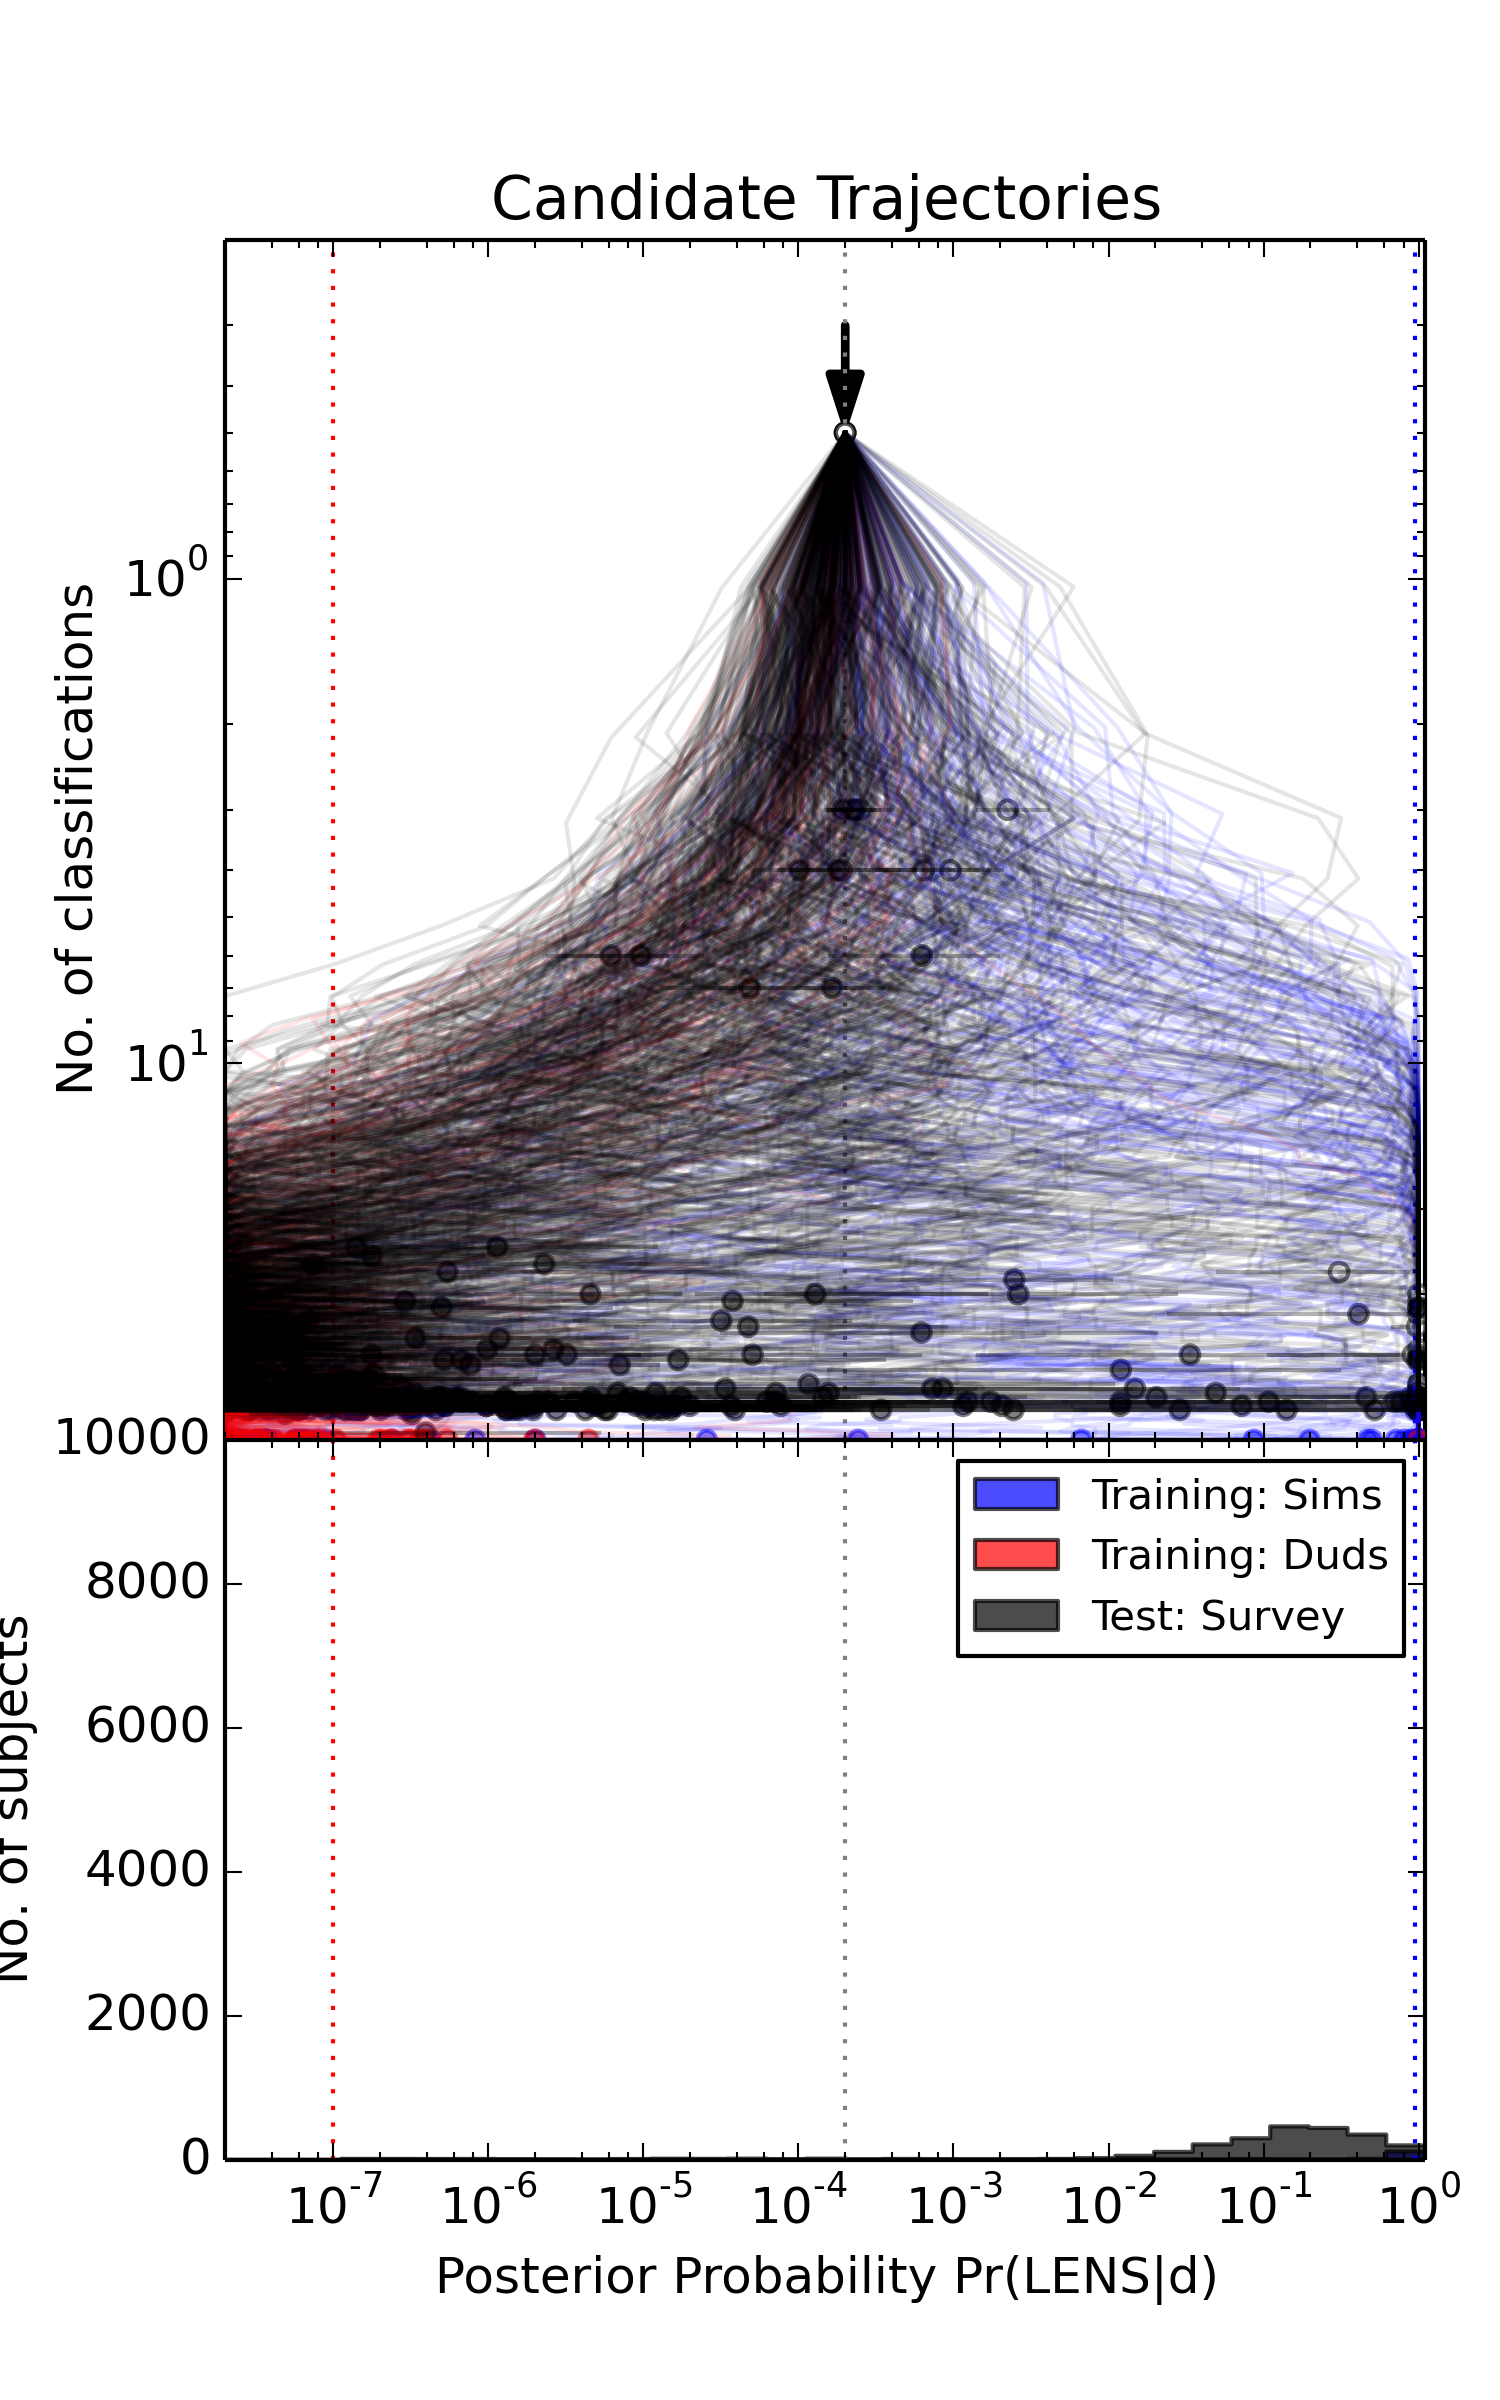 Candidate Trajectories
No. of classifications
10^0
10^1
10000
8000
6000
4000
2000
0
No. of subjects
Training: Sims
Training: Duds
Test: Survey
10^-7 10^-6 10^-5 10^-4 10^-3 10^-2 10^-1 10^0
Posterior Probability Pr(LENS|d)